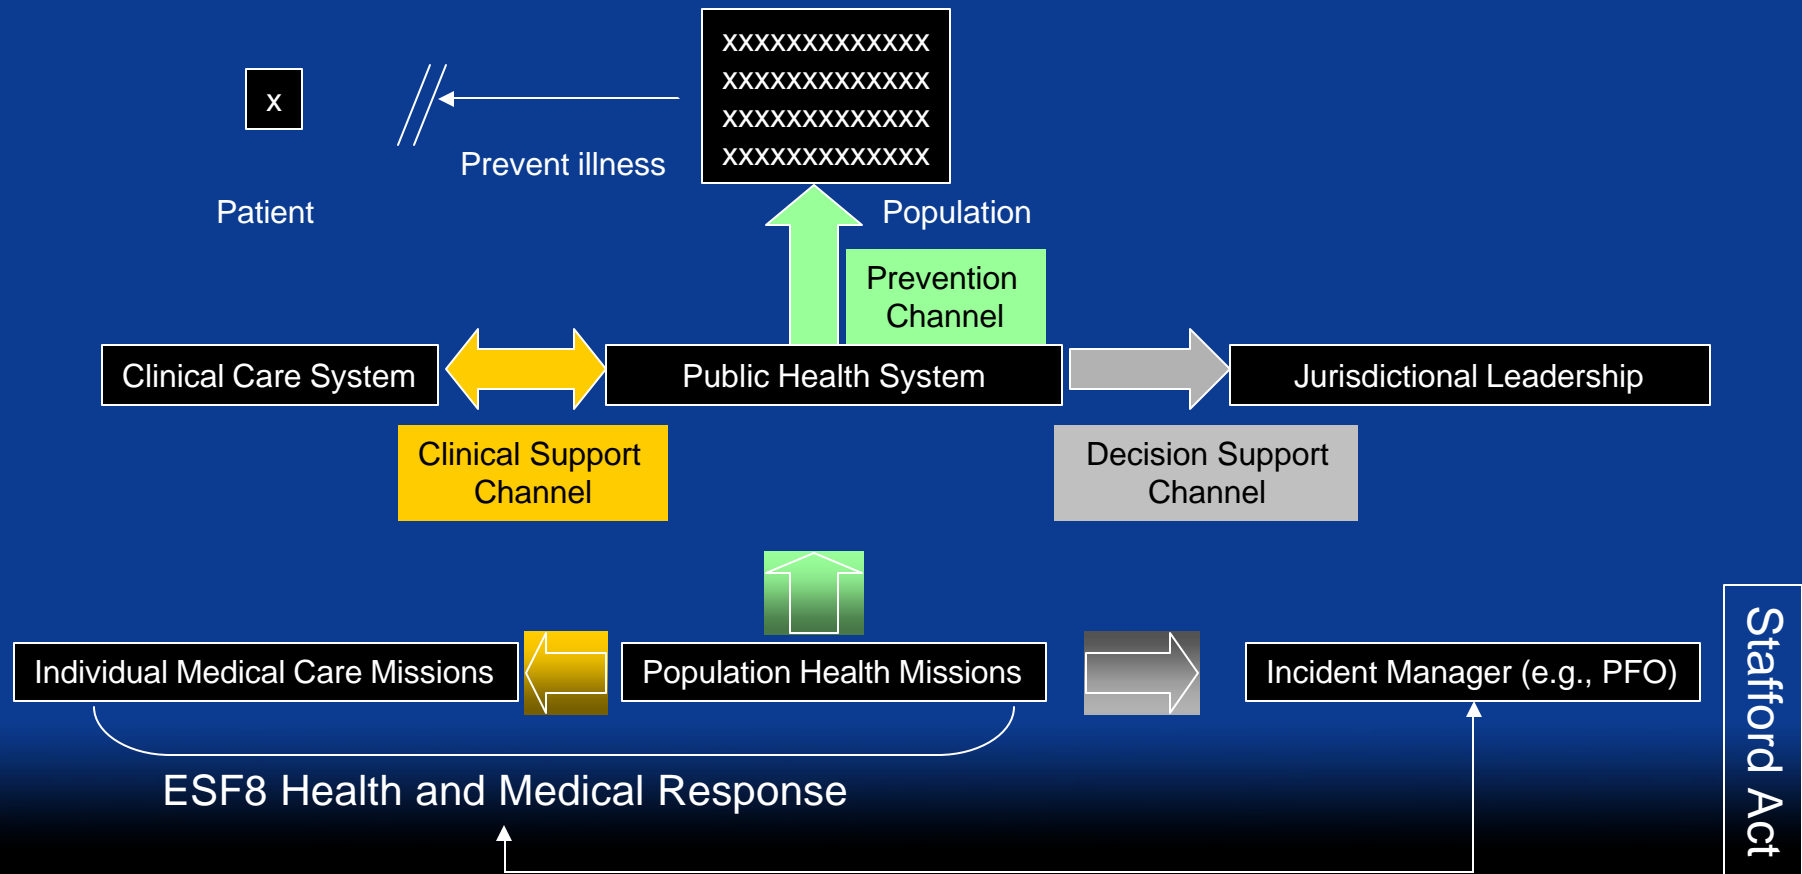 xxxxxxxxxxxxx
xxxxxxxxxxxxx
xxxxxxxxxxxxx
xxxxxxxxxxxxx
x
Prevent illness
Patient
Population
Prevention
Channel
Clinical Care System
Public Health System
Jurisdictional Leadership
Clinical Support
Channel
Decision Support
Channel
Individual Medical Care Missions
Population Health Missions
Incident Manager (e.g., PFO)
Stafford Act
ESF8 Health and Medical Response